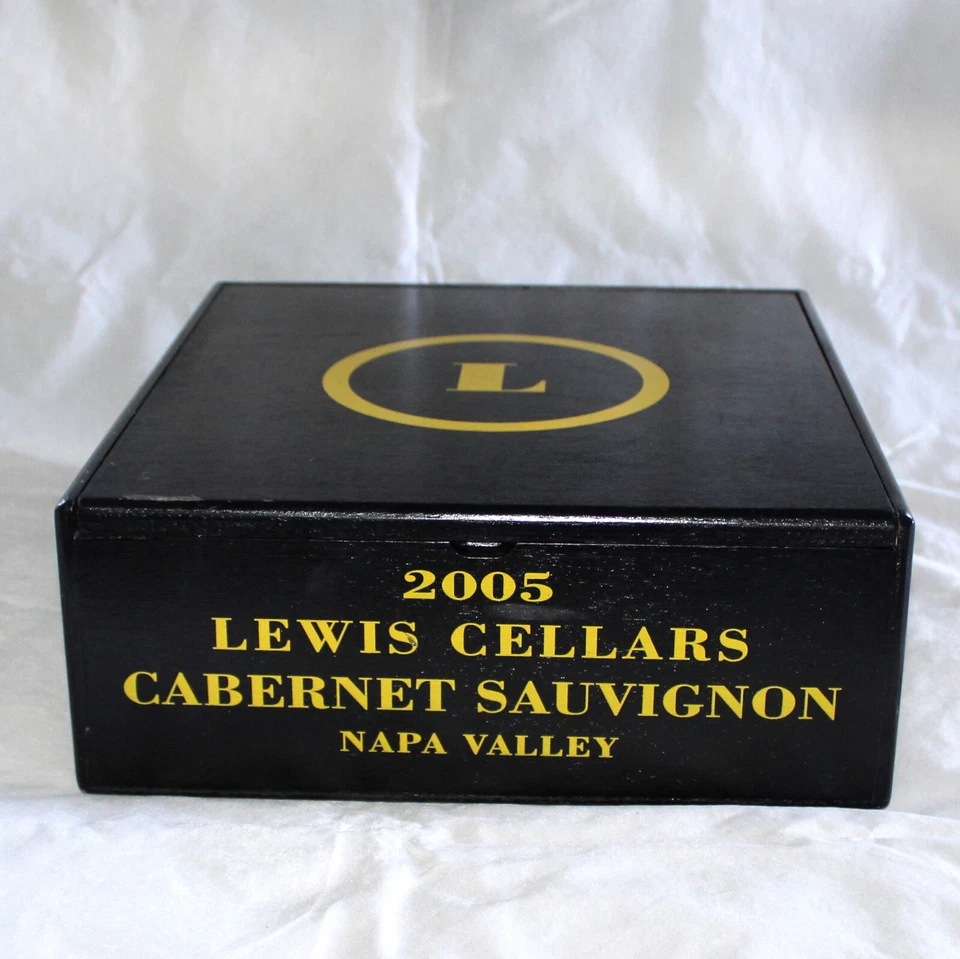 L
2005
LEWIS CELLARS
CABERNET SAUVIGNON
NAPA VALLEY